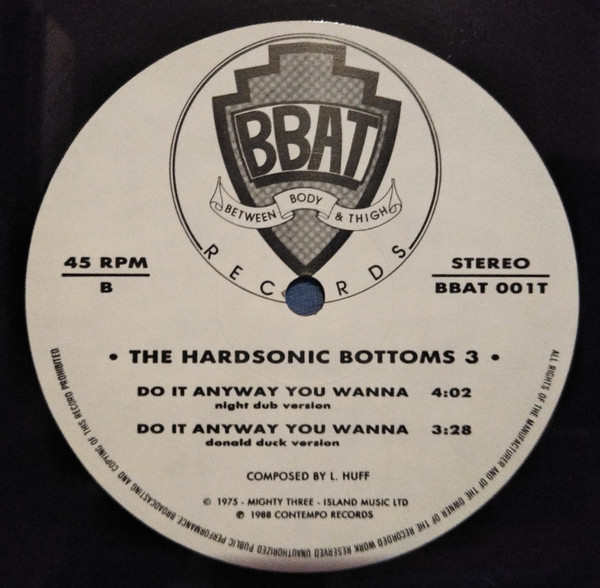 BBAT
BETWEEN BODY & THIGH
RECORDS
45 RPM
B
STEREO
BBAT 001T
• THE HARDSONIC BOTTOMS 3 •
DO IT ANYWAY YOU WANNA 4:02
night dub version
DO IT ANYWAY YOU WANNA 3:28
donald duck version
COMPOSED BY L. HUFF
© 1975 - MIGHTY THREE - ISLAND MUSIC LTD
℗ 1988 CONTEMPO RECORDS
ALL RIGHTS OF THE MANUFACTURER AND OF THE OWNER OF THE RECORDED WORK RESERVED UNAUTHORIZED PUBLIC PERFORMANCE BROADCASTING AND COPYING OF THIS RECORD PROHIBITED